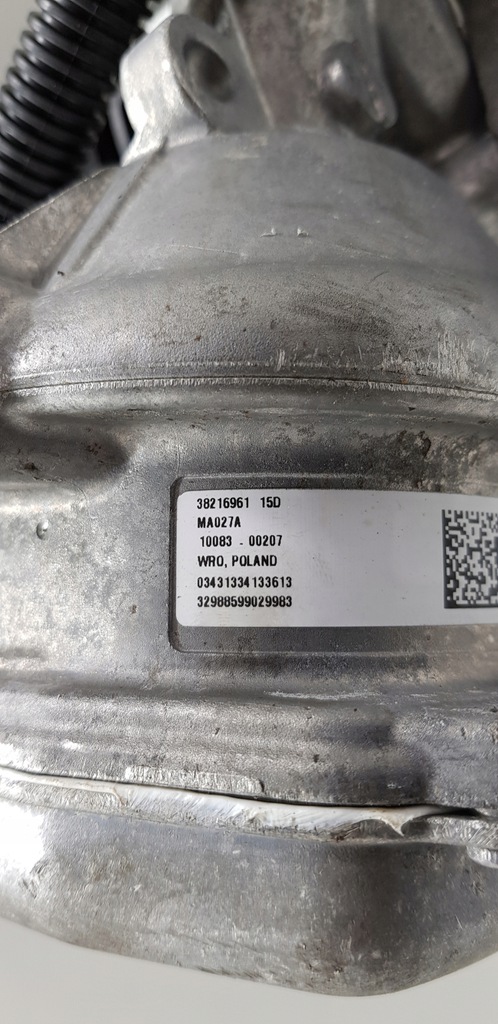 38216961 15D
MA027A
10083 - 00207
WRO, POLAND
03431334133613
32988599029983